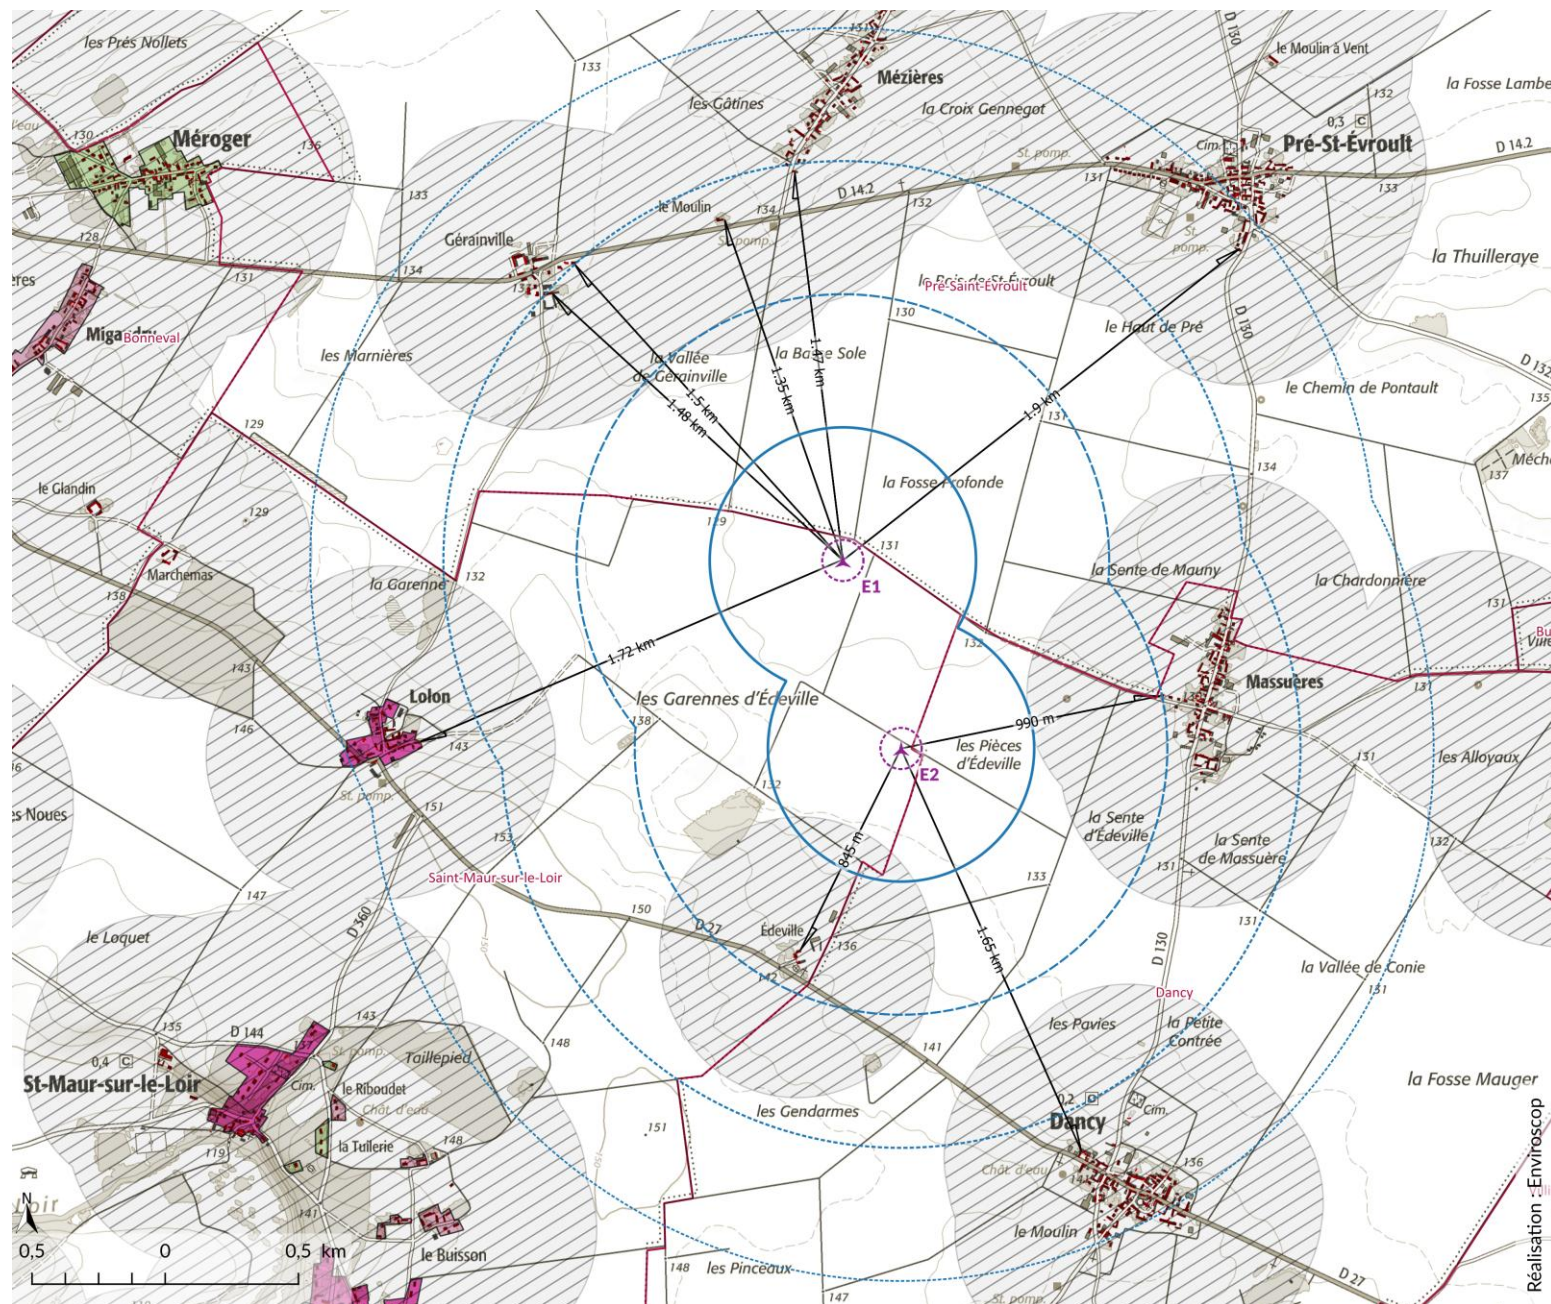 les Prés Nollets
133
131
Mézières
D 130
le Moulin à Vent
la Fosse Lambe
les Gâtines
la Croix Gennegot
132
l'eau
130
Méroger
136
0,3 C
Cim.
Pré-St-Évroult
D 14.2
St. pomp.
131
133
133
D 14.2
132
le Moulin
134
St. pomp.
St.
pomp.
128
Gérainville
la Thuilleraye
131
134
Pré-Saint-Évroult
130
le Haut de Pré
D 130
Bonneval
les Marnières
la Vallée
de Gérainville
1.47 km
D 132
1.35 km
le Chemin de Pontault
135
1.5 km
1.48 km
1.9 km
131
129
134
137
le Glandin
129
la Fosse Profonde
129
131
Marchemas
la Garenne
132
E1
la Sente de Mauny
la Chardonnière
138
131
132
143
1.72 km
Massuères
131
Lolon
les Garennes d'Édeville
146
143
138
990 m
les Pièces
d'Édeville
131
les Alloyaux
E2
St. pomp.
132
es Noues
151
la Sente
d'Édeville
153
845 m
la Sente
de Massuère
132
131
Saint-Maur-sur-le-Loir
133
147
150
D 360
D 27
Édeville
136
131
le Loquet
150
1.65 km
D 130
142
la Vallée de Conie
131
Dancy
143
135
D 144
les Pavies
la Petite
Contrée
148
141
0,4 C
St. pomp.
Taillepied
St-Maur-sur-le-Loir
Cim.
le Riboudet
la Fosse Mauger
Chât. d'eau
0,2
Cim.
les Gendarmes
Dancy
151
la Tuilerie
148
119
150
Chât. d'eau
136
N
Loir
141
le Moulin
0,5 0 0,5 km
le Buisson
148
les Pinceaux
D 27
St. pomp.
147
Réalisation : Enviroscop